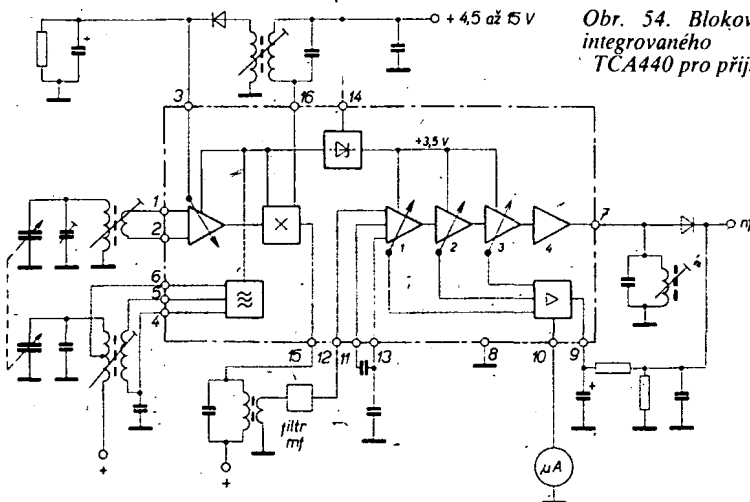 + 4,5 až 15 V
Obr. 54. Blokov
integrovaného
TCA440 pro přij
3
16
14
+3,5 V
1
2
6
5
4
1
2
3
4
7
nf
15
12
11
13
8
10
9
filtr
mf
+
+
μA